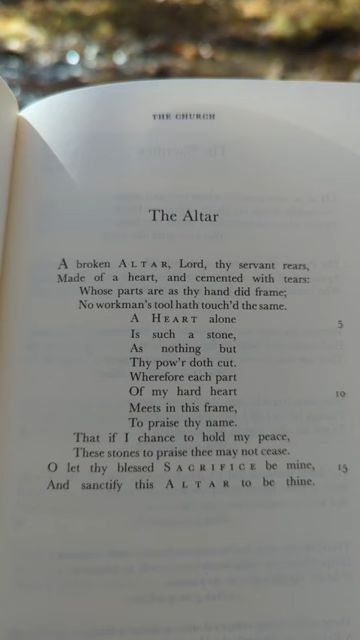 THE CHURCH
The Altar
A broken ALTAR, Lord, thy servant rears,
Made of a heart, and cemented with tears:
Whose parts are as thy hand did frame;
No workman's tool hath touch'd the same.
A HEART alone 5
Is such a stone,
As nothing but
Thy pow'r doth cut.
Wherefore each part
Of my hard heart 10
Meets in this frame,
To praise thy name.
That if I chance to hold my peace,
These stones to praise thee may not cease.
O let thy blessed SACRIFICE be mine, 15
And sanctify this ALTAR to be thine.